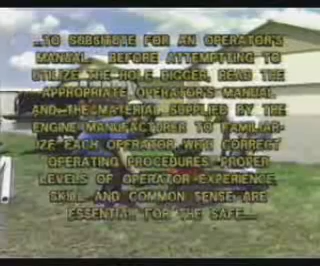 ...TO SUBSITUTE FOR AN OPERATOR'S
MANUAL. BEFORE ATTEMPTING TO
UTILIZE THE HOLE DIGGER, READ THE
APPROPRIATE OPERATOR'S MANUAL
AND THE MATERIAL SUPPLIED BY THE
ENGINE MANUFACTURER TO FAMILIAR-
IZE EACH OPERATOR WITH CORRECT
OPERATING PROCEDURES. PROPER
LEVELS OF OPERATOR EXPERIENCE,
SKILL AND COMMON SENSE ARE
ESSENTIAL FOR THE SAFE...